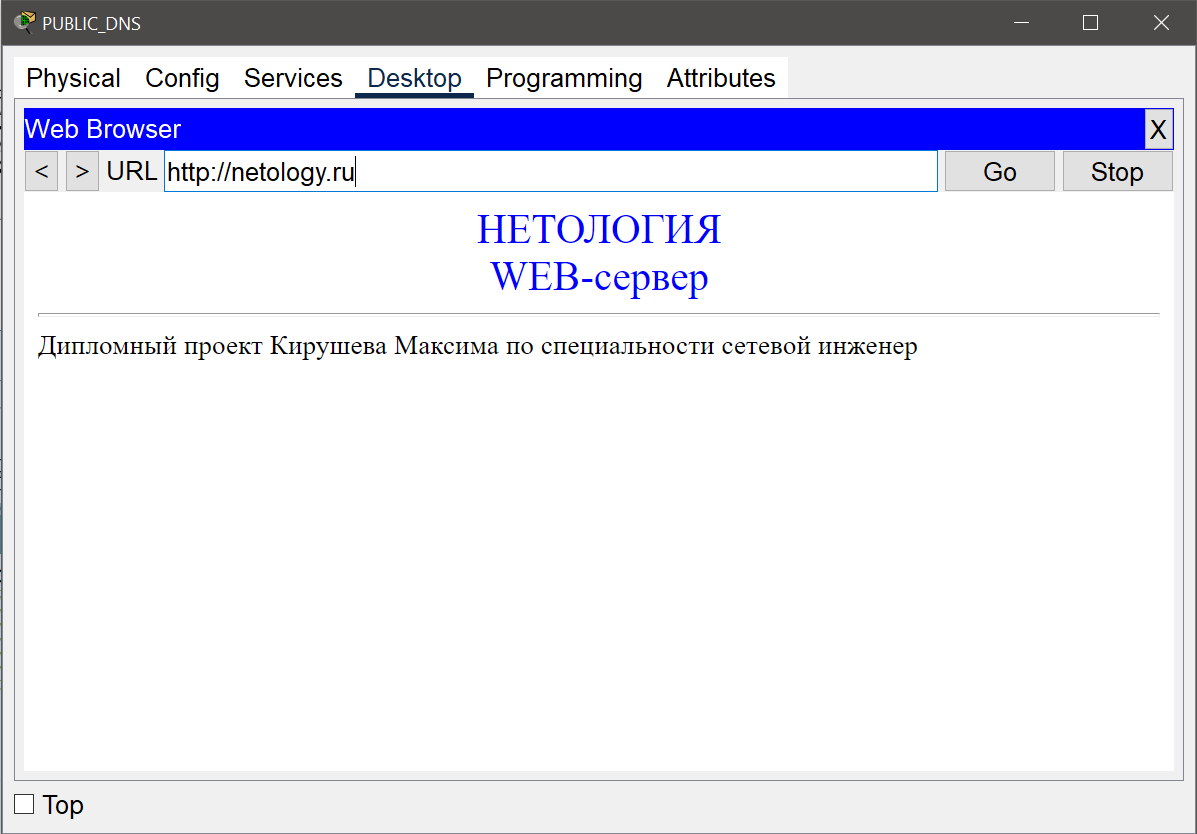 PUBLIC_DNS
Physical Config Services Desktop Programming Attributes
Web Browser X
< > URL http://netology.ru Go Stop
НЕТОЛОГИЯ
WEB-сервер
Дипломный проект Кирушева Максима по специальности сетевой инженер
Top